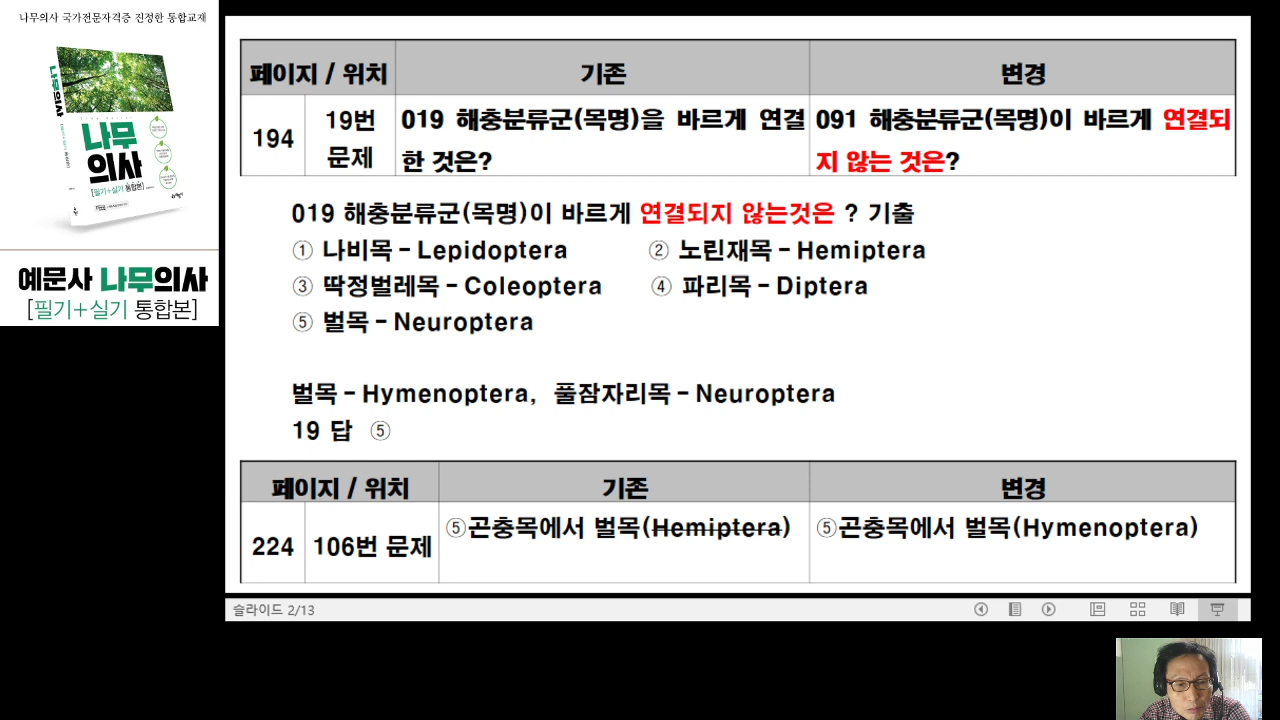 나무의사 국가전문자격증 진정한 통합교재
나무
의사
[필기+실기 통합본]
예문사 나무의사
[필기+실기 통합본]
페이지 / 위치 기존 변경
194 19번 문제 019 해충분류군(목명)을 바르게 연결 091 해충분류군(목명)이 바르게 연결되
한 것은? 지 않는 것은?
019 해충분류군(목명)이 바르게 연결되지 않는것은 ? 기출
① 나비목 – Lepidoptera ② 노린재목 – Hemiptera
③ 딱정벌레목 – Coleoptera ④ 파리목 – Diptera
⑤ 벌목 – Neuroptera
벌목 – Hymenoptera, 풀잠자리목 – Neuroptera
19 답 ⑤
페이지 / 위치 기존 변경
224 106번 문제 ⑤곤충목에서 벌목(Hemiptera) ⑤곤충목에서 벌목(Hymenoptera)
슬라이드 2/13